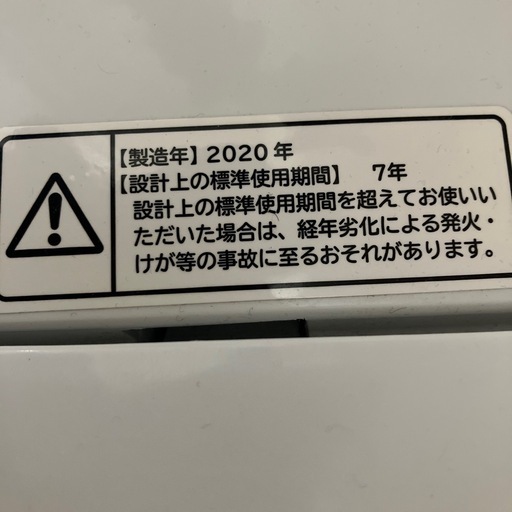 【製造年】2020年
【設計上の標準使用期間】 7年
設計上の標準使用期間を超えてお使いい
ただいた場合は、経年劣化による発火・
けが等の事故に至るおそれがあります。